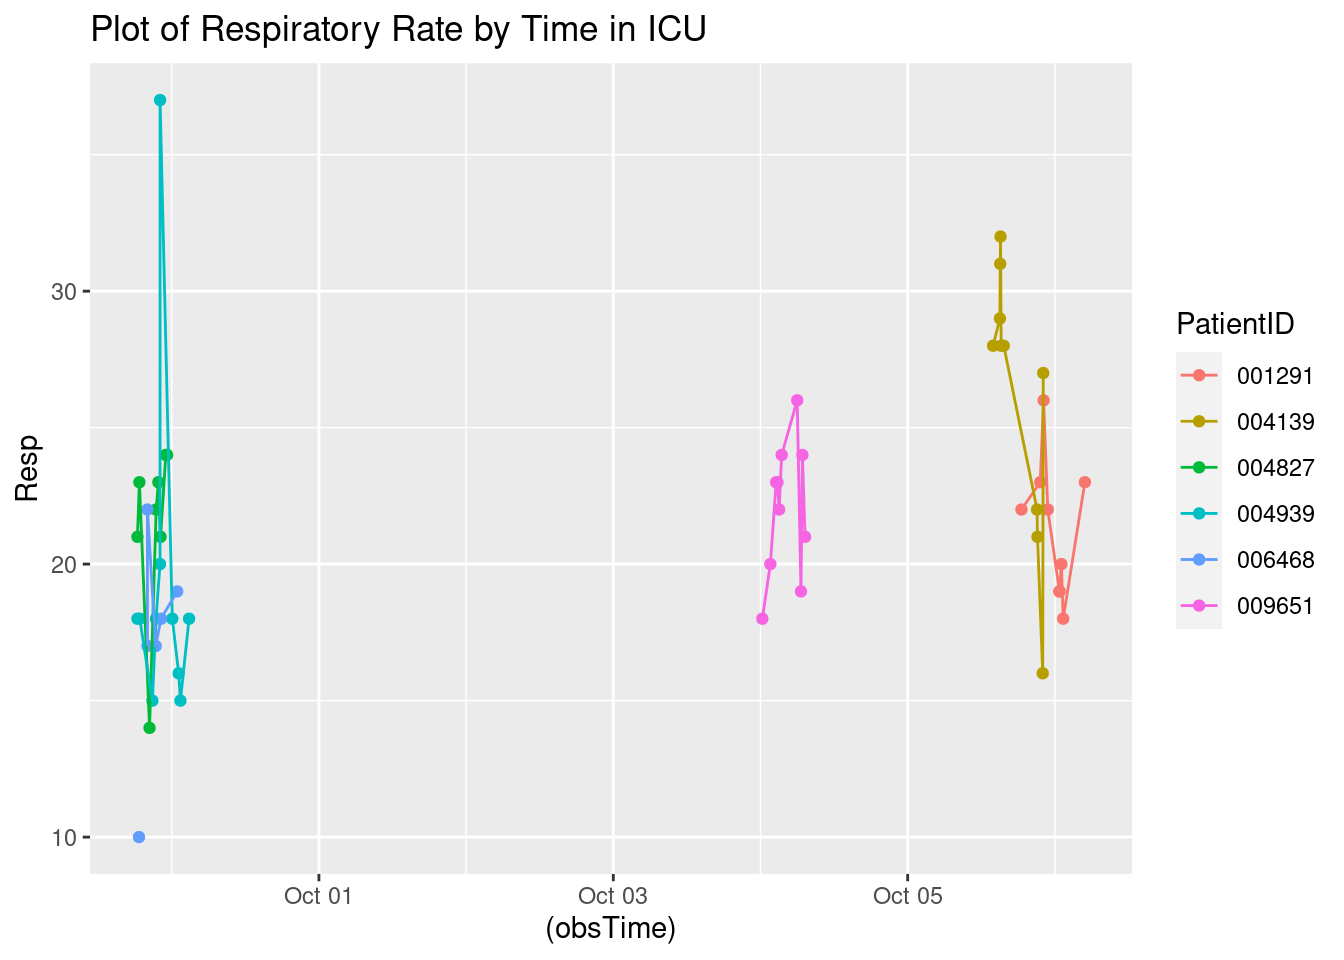 Plot of Respiratory Rate by Time in ICU
Resp
30
20
10
Oct 01
Oct 03
Oct 05
(obsTime)
PatientID
001291
004139
004827
004939
006468
009651